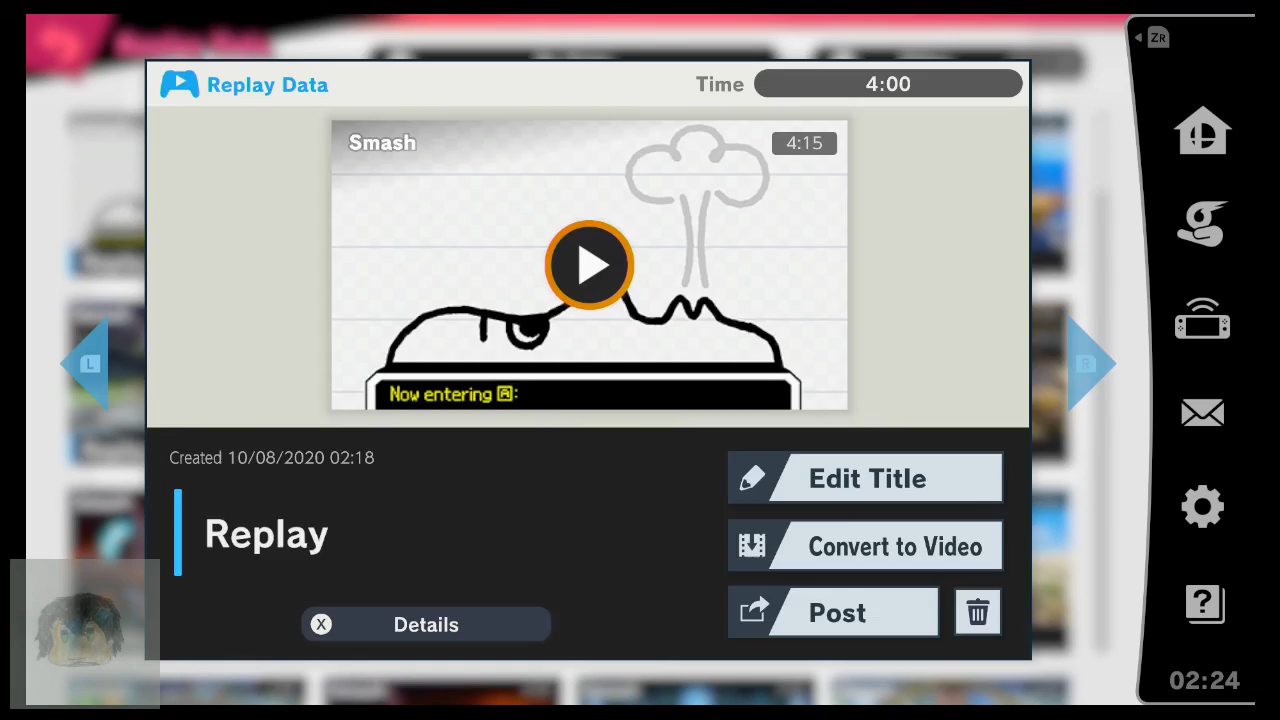 ZR
Replay Data
Time
4:00
Smash
4:15
L
R
Now entering A:
Created 10/08/2020 02:18
Edit Title
Replay
Convert to Video
Post
X
Details
?
02:24